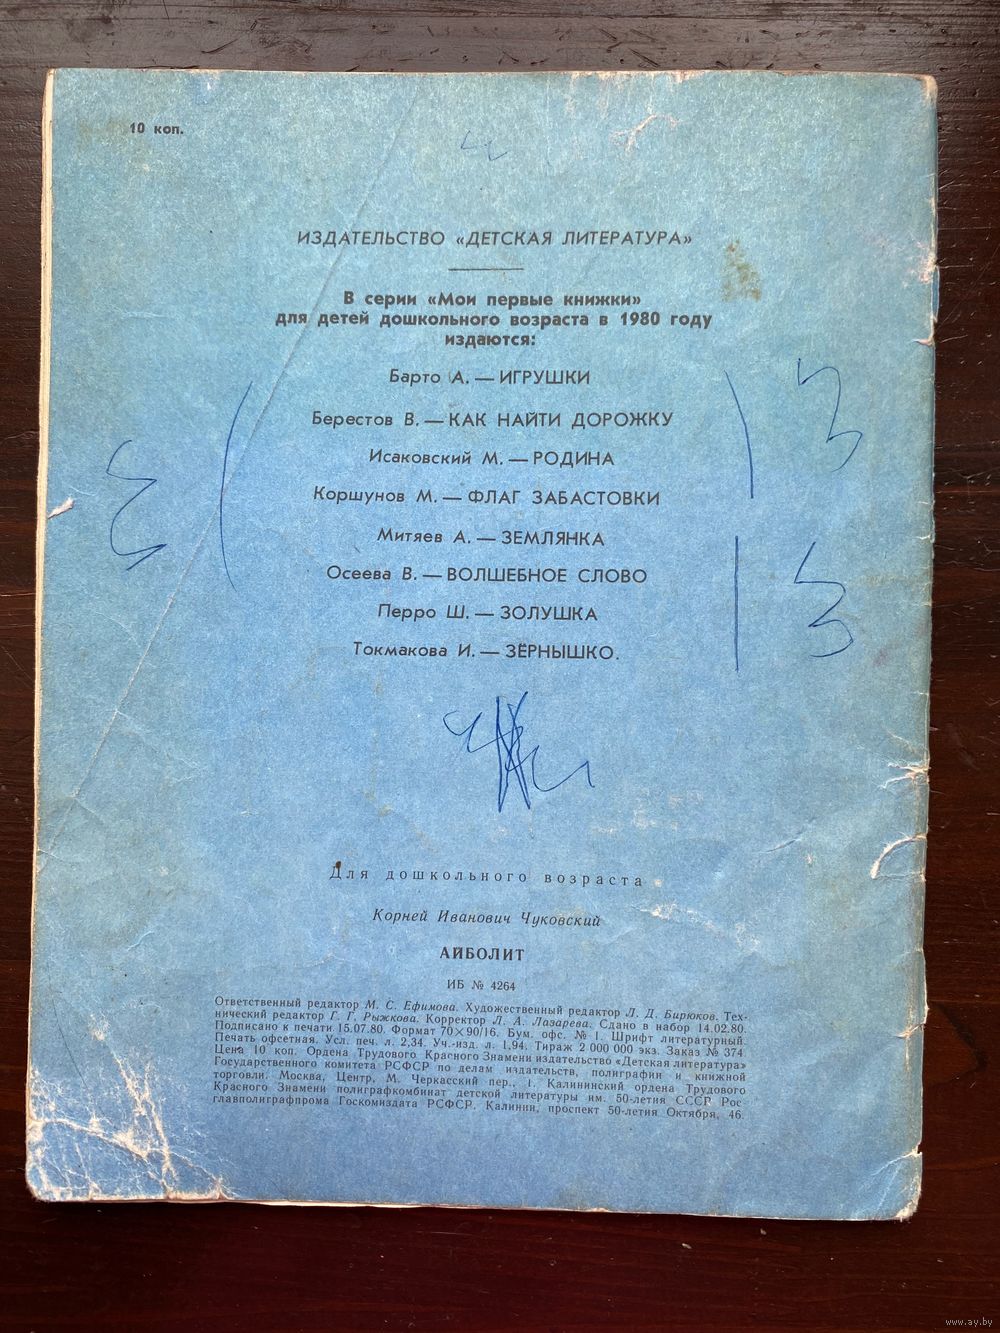 10 коп.
ИЗДАТЕЛЬСТВО «ДЕТСКАЯ ЛИТЕРАТУРА»
В серии «Мои первые книжки»
для детей дошкольного возраста в 1980 году
издаются:
Барто А. — ИГРУШКИ
Берестов В. — КАК НАЙТИ ДОРОЖКУ
Исаковский М. — РОДИНА
Коршунов М. — ФЛАГ ЗАБАСТОВКИ
Митяев А. — ЗЕМЛЯНКА
Осеева В. — ВОЛШЕБНОЕ СЛОВО
Перро Ш. — ЗОЛУШКА
Токмакова И. — ЗЁРНЫШКО.
Для дошкольного возраста
Корней Иванович Чуковский
АЙБОЛИТ
ИБ № 4264
Ответственный редактор М. С. Ефимова. Художественный редактор Л. Д. Бирюков. Тех-
нический редактор Г. Г. Рыжкова. Корректор Л. А. Лазарева. Сдано в набор 14.02.80.
Подписано к печати 15.07.80. Формат 70×90/16. Бум. офс. № 1. Шрифт литературный.
Печать офсетная. Усл. печ. л. 2,34. Уч.-изд. л. 1,94. Тираж 2 000 000 экз. Заказ № 374.
Цена 10 коп. Ордена Трудового Красного Знамени издательство «Детская литература»
Государственного комитета РСФСР по делам издательств, полиграфии и книжной
торговли. Москва, Центр, М. Черкасский пер., 1. Калининский ордена Трудового
Красного Знамени полиграфкомбинат детской литературы им. 50-летия СССР Рос
главполиграфпрома Госкомиздата РСФСР. Калинин, проспект 50-летия Октября, 46.
www.ay.by